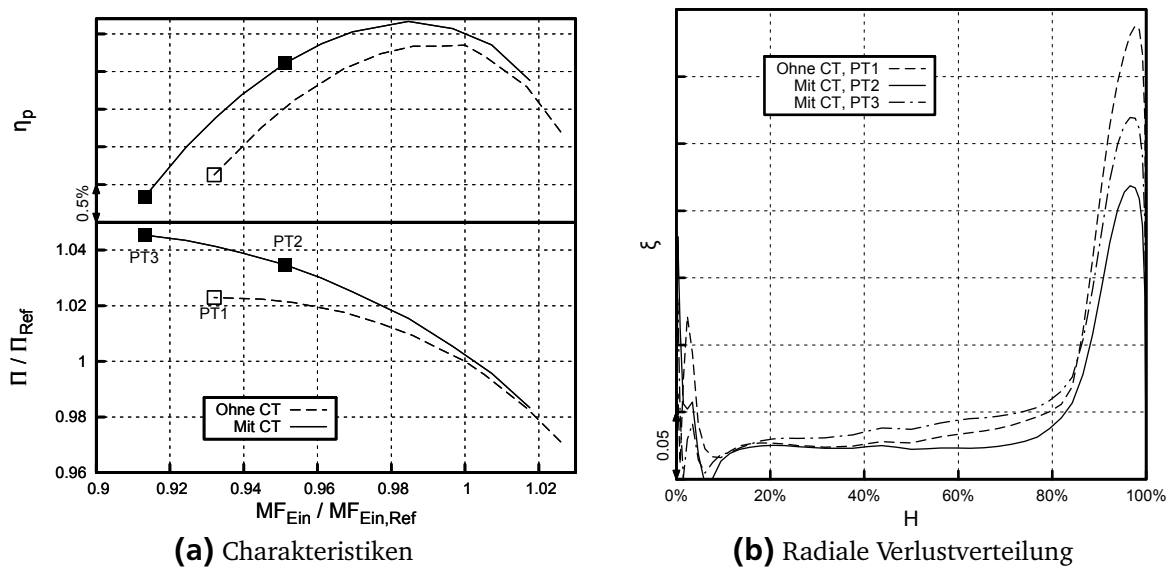 η_p
0.5%
1.04
1.02
1
0.98
0.96
Π / Π_Ref
PT3
PT2
PT1
Ohne CT
Mit CT
0.9 0.92 0.94 0.96 0.98 1 1.02
MF_Ein / MF_Ein,Ref
(a) Charakteristiken
Ohne CT, PT1
Mit CT, PT2
Mit CT, PT3
ξ
0.05
0% 20% 40% 60% 80% 100%
H
(b) Radiale Verlustverteilung